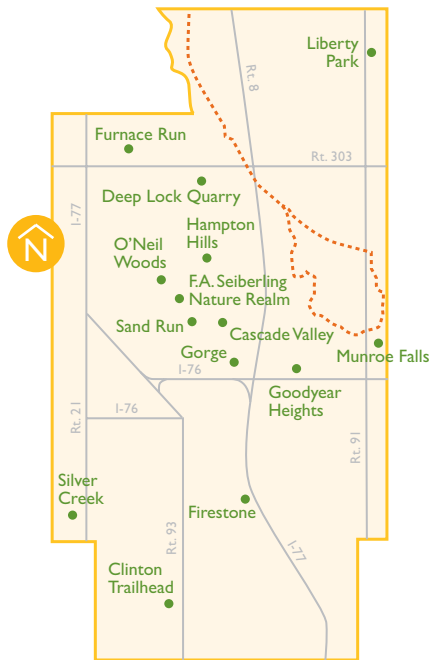 Liberty
Park
Rt. 8
Furnace Run
Rt. 303
Deep Lock Quarry
I-77
Hampton
Hills
N
O'Neil
Woods
F.A. Seiberling
Nature Realm
Sand Run
Cascade Valley
Gorge
Munroe Falls
I-76
Goodyear
Heights
I-76
Rt. 21
Rt. 91
Silver
Creek
Firestone
Rt. 93
I-77
Clinton
Trailhead